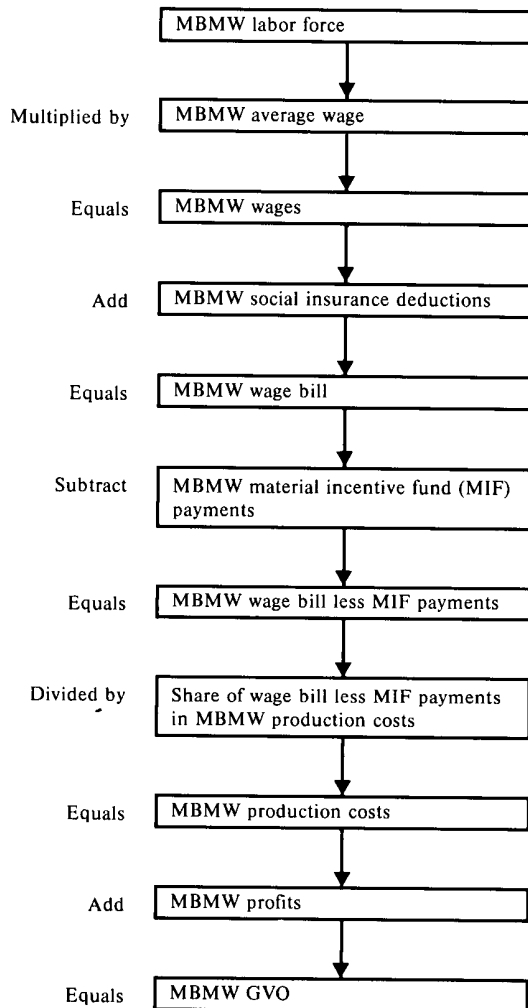 MBMW labor force
Multiplied by MBMW average wage
Equals MBMW wages
Add MBMW social insurance deductions
Equals MBMW wage bill
Subtract MBMW material incentive fund (MIF)
payments
Equals MBMW wage bill less MIF payments
Divided by Share of wage bill less MIF payments
in MBMW production costs
Equals MBMW production costs
Add MBMW profits
Equals MBMW GVO